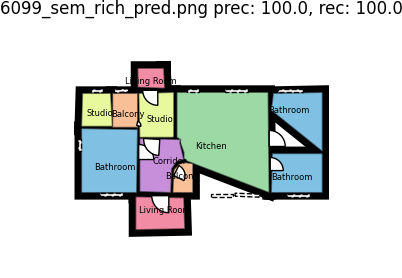 6099_sem_rich_pred.png prec: 100.0, rec: 100.0
Living Room
Studio
Balcony
Studio
Bathroom
Kitchen
Corridor
Bathroom
Balcony
Bathroom
Living Room